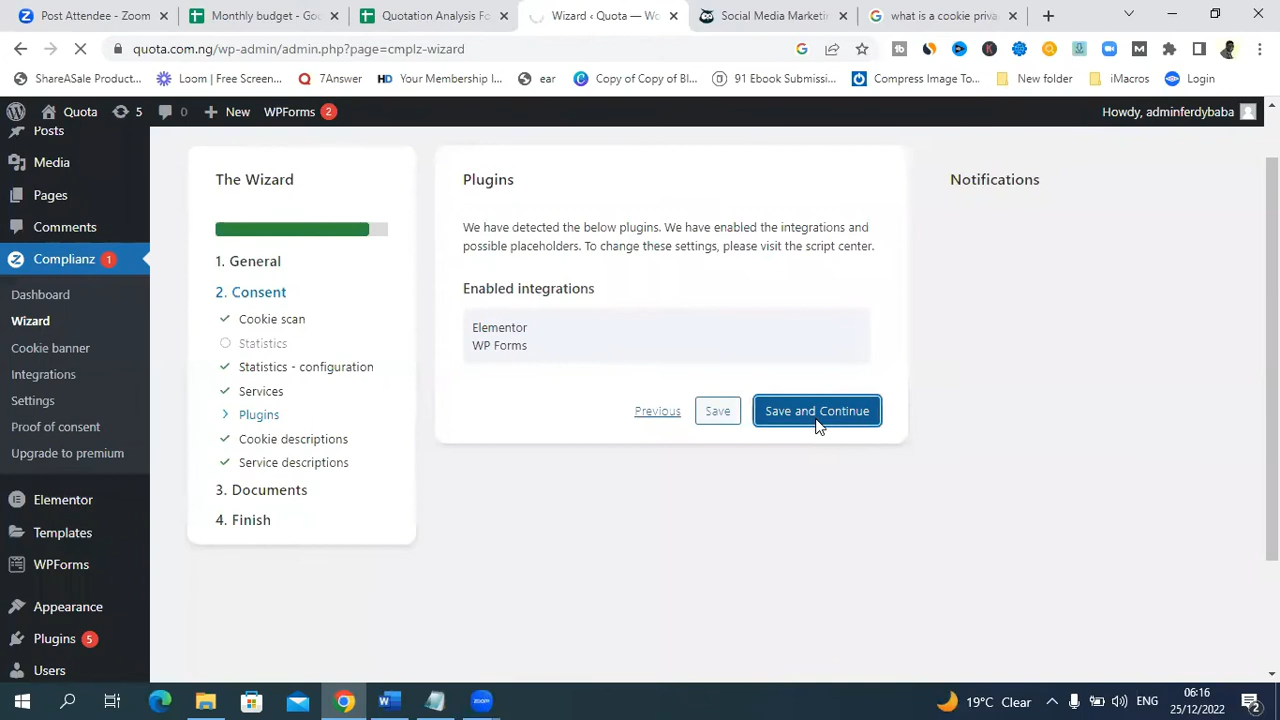 Post Attendee - Zoom
Monthly budget - Goo
Quotation Analysis Fo
Wizard ‹ Quota — Wo
Social Media Marketi
what is a cookie priva
quota.com.ng/wp-admin/admin.php?page=cmplz-wizard
ShareASale Product...
Loom | Free Screen...
7Answer
Your Membership I...
ear
Copy of Copy of Bl...
91 Ebook Submissi...
Compress Image To...
New folder
iMacros
Login
Quota
5
0
New
WPForms
2
Howdy, adminferdybaba
Posts
Media
Pages
Comments
Complianz
1
Dashboard
Wizard
Cookie banner
Integrations
Settings
Proof of consent
Upgrade to premium
Elementor
Templates
WPForms
Appearance
Plugins
5
Users
The Wizard
1. General
2. Consent
Cookie scan
Statistics
Statistics - configuration
Services
Plugins
Cookie descriptions
Service descriptions
3. Documents
4. Finish
Plugins
We have detected the below plugins. We have enabled the integrations and
possible placeholders. To change these settings, please visit the script center.
Enabled integrations
Elementor
WP Forms
Previous
Save
Save and Continue
Notifications
19°C Clear
ENG
06:16
25/12/2022
2